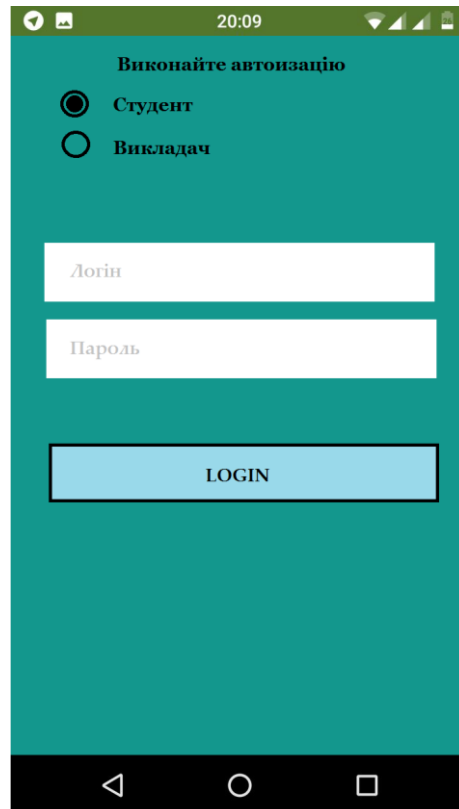 20:09
Виконайте автоизацію
Студент
Викладач
Логін
Пароль
LOGIN